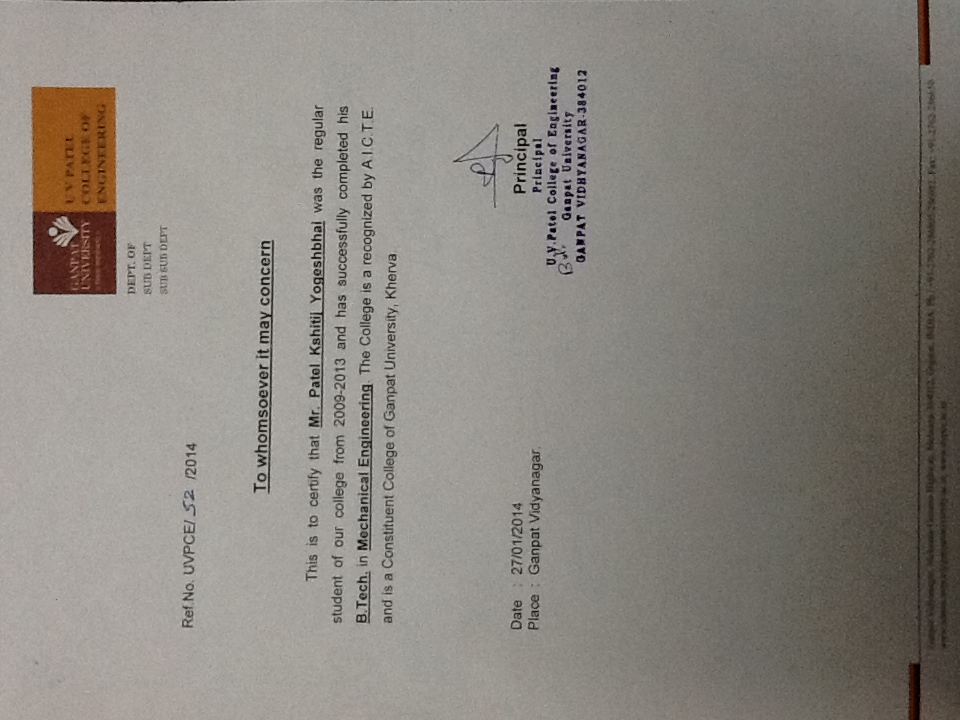 GANPAT
UNIVERSITY
U.V. PATEL
COLLEGE OF
ENGINEERING
DEPT. OF
SUB DEPT
SUB SUB DEPT
Ref.No. UVPCE/ 52 /2014
To whomsoever it may concern
This is to certify that Mr. Patel Kshitij Yogeshbhai was the regular
student of our college from 2009-2013 and has successfully completed his
B.Tech. in Mechanical Engineering. The College is a recognized by A.I.C.T.E.
and is a Constituent College of Ganpat University, Kherva.
Date : 27/01/2014
Place : Ganpat Vidyanagar.
Principal
Principal
U.V.Patel College of Engineering
Ganpat University
GANPAT VIDHYANAGAR-384012